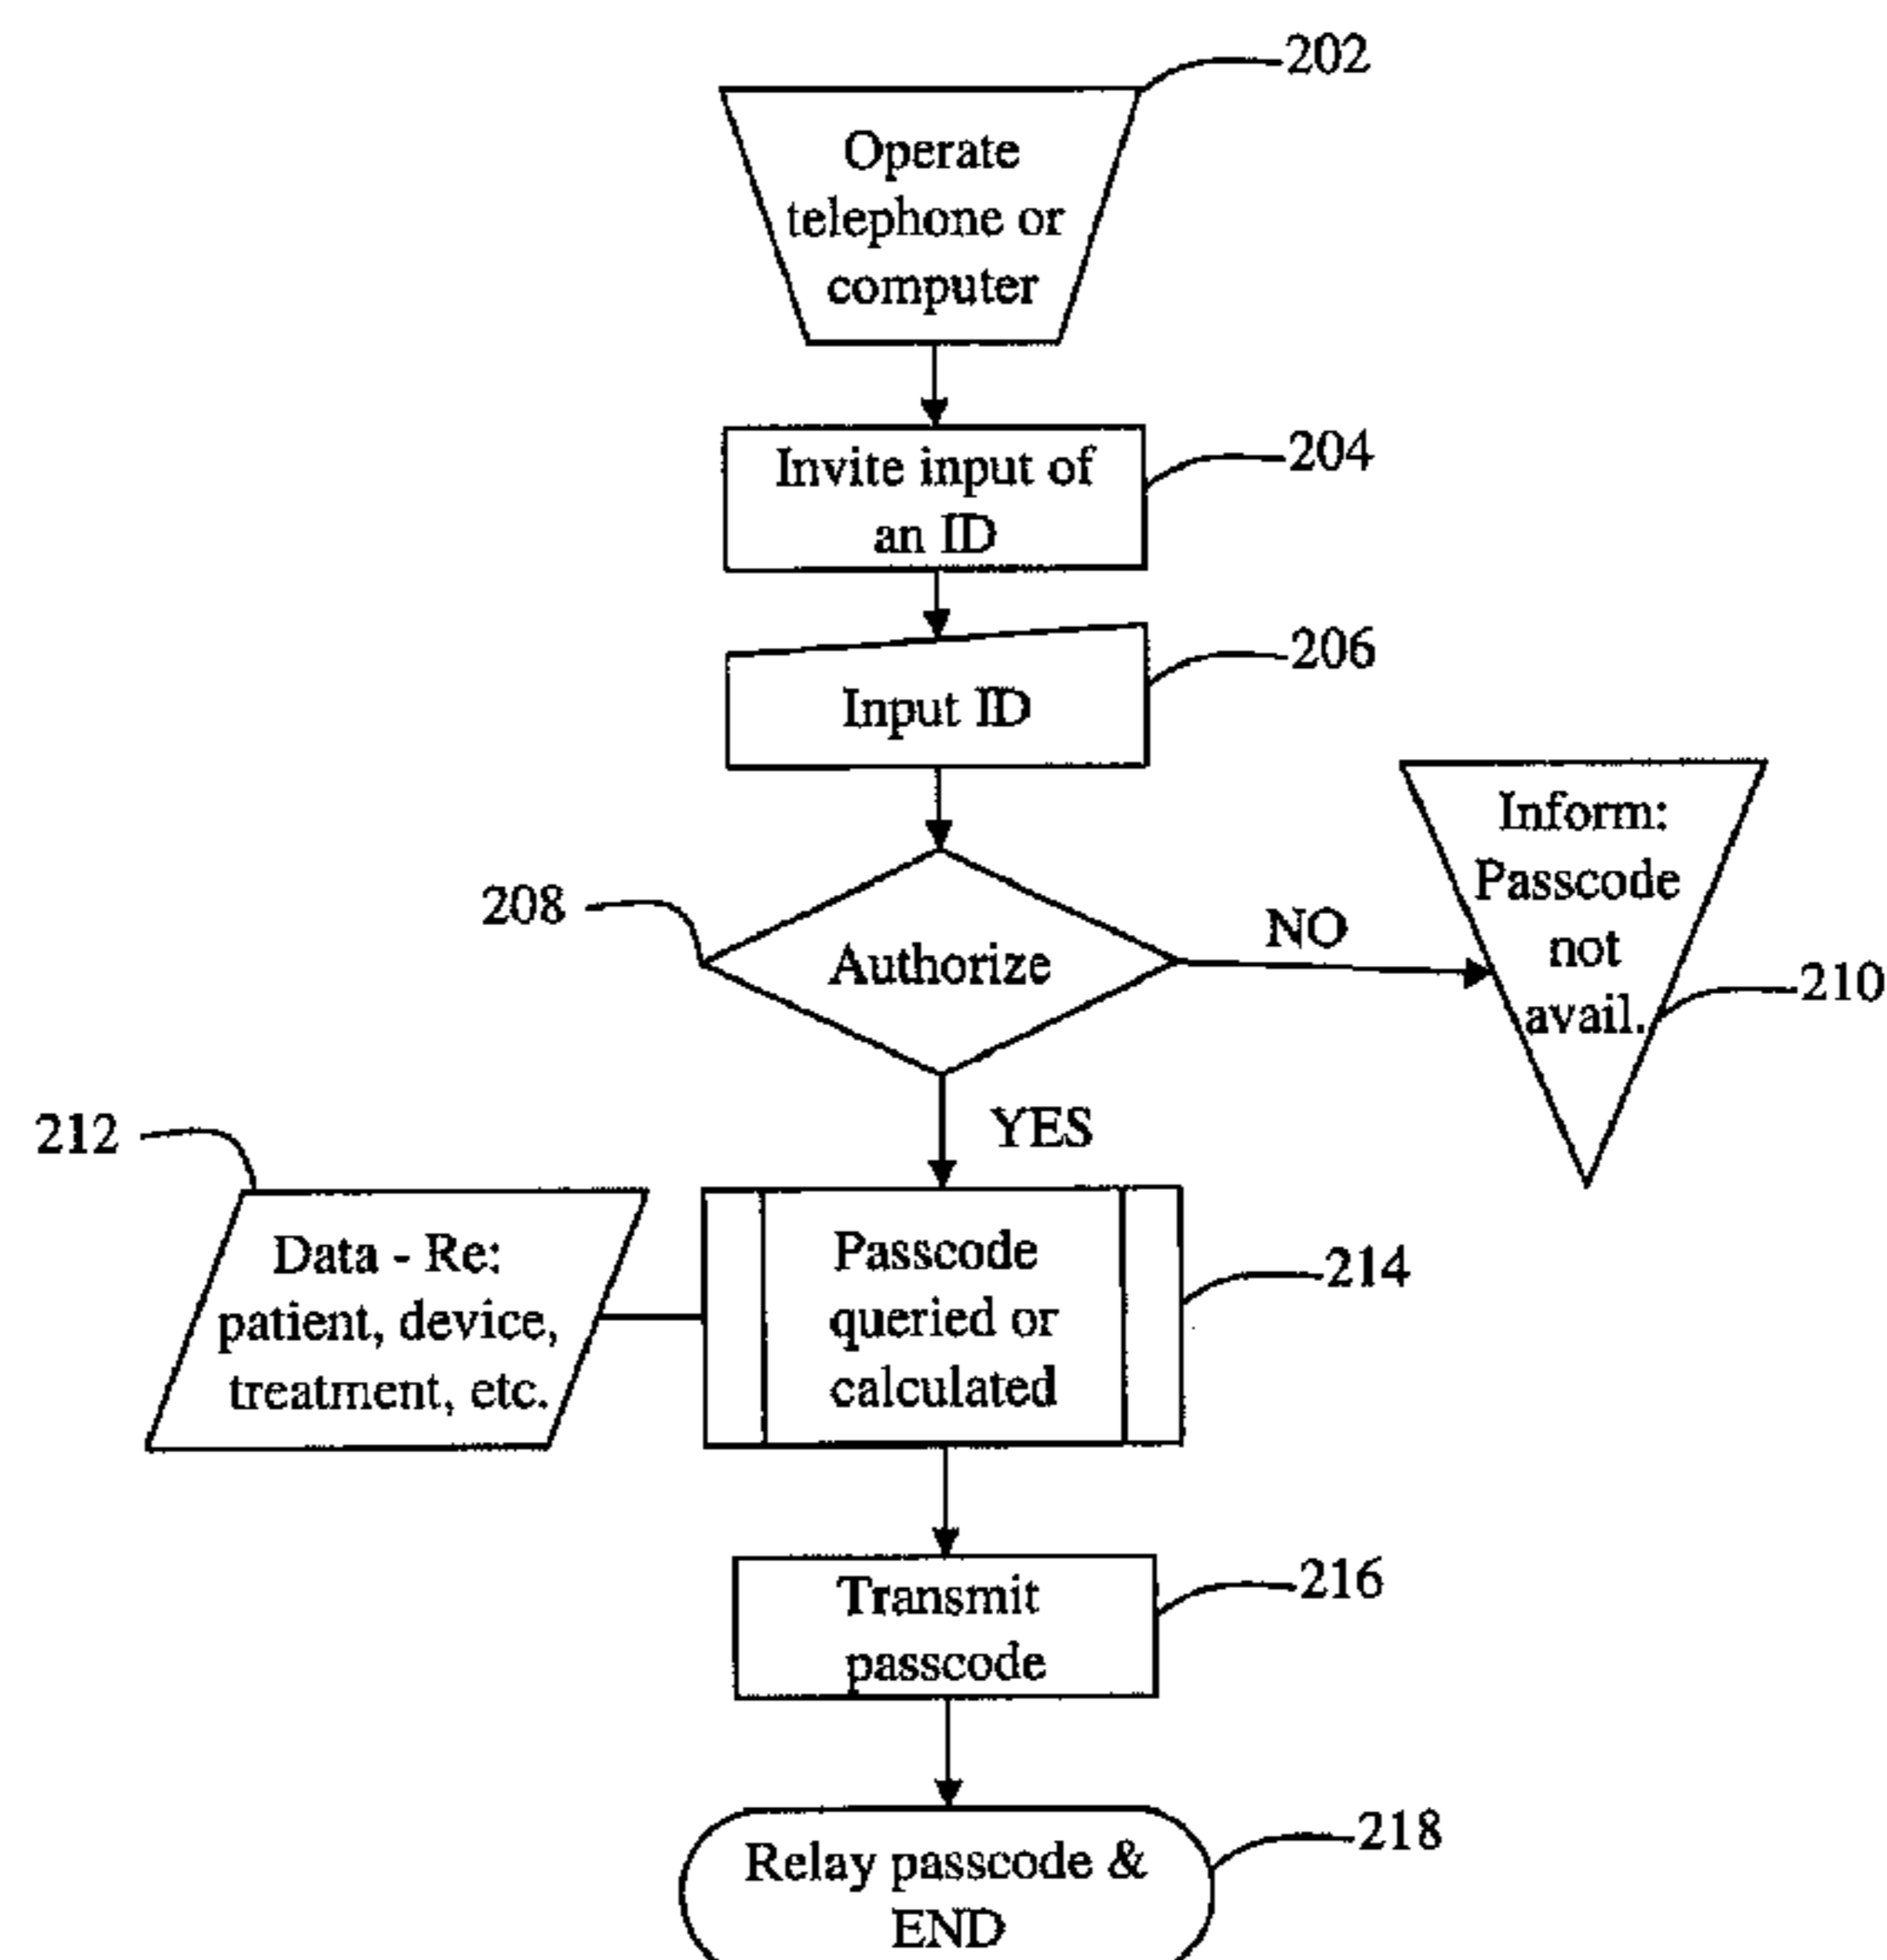 202
Operate
telephone or
computer
Invite input of
an ID
204
206
Input ID
Inform:
Passcode
not
avail.
208
Authorize
NO
210
YES
212
Data - Re:
patient, device,
treatment, etc.
Passcode
queried or
calculated
214
Transmit
passcode
216
Relay passcode &
END
218